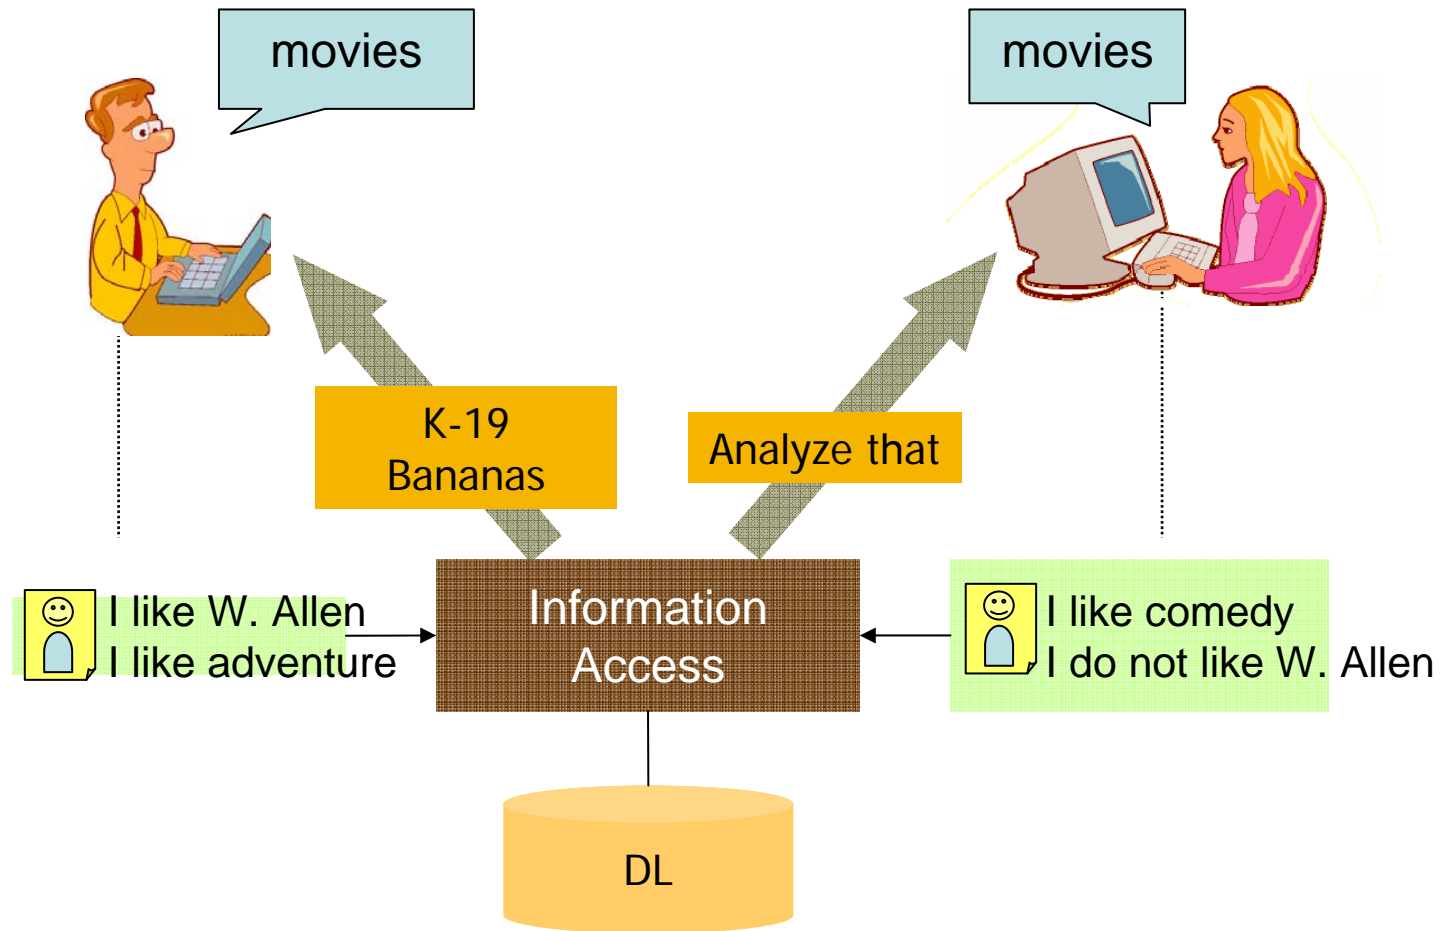 movies
movies
K-19
Bananas
Analyze that
I like W. Allen
I like adventure
Information
Access
I like comedy
I do not like W. Allen
DL